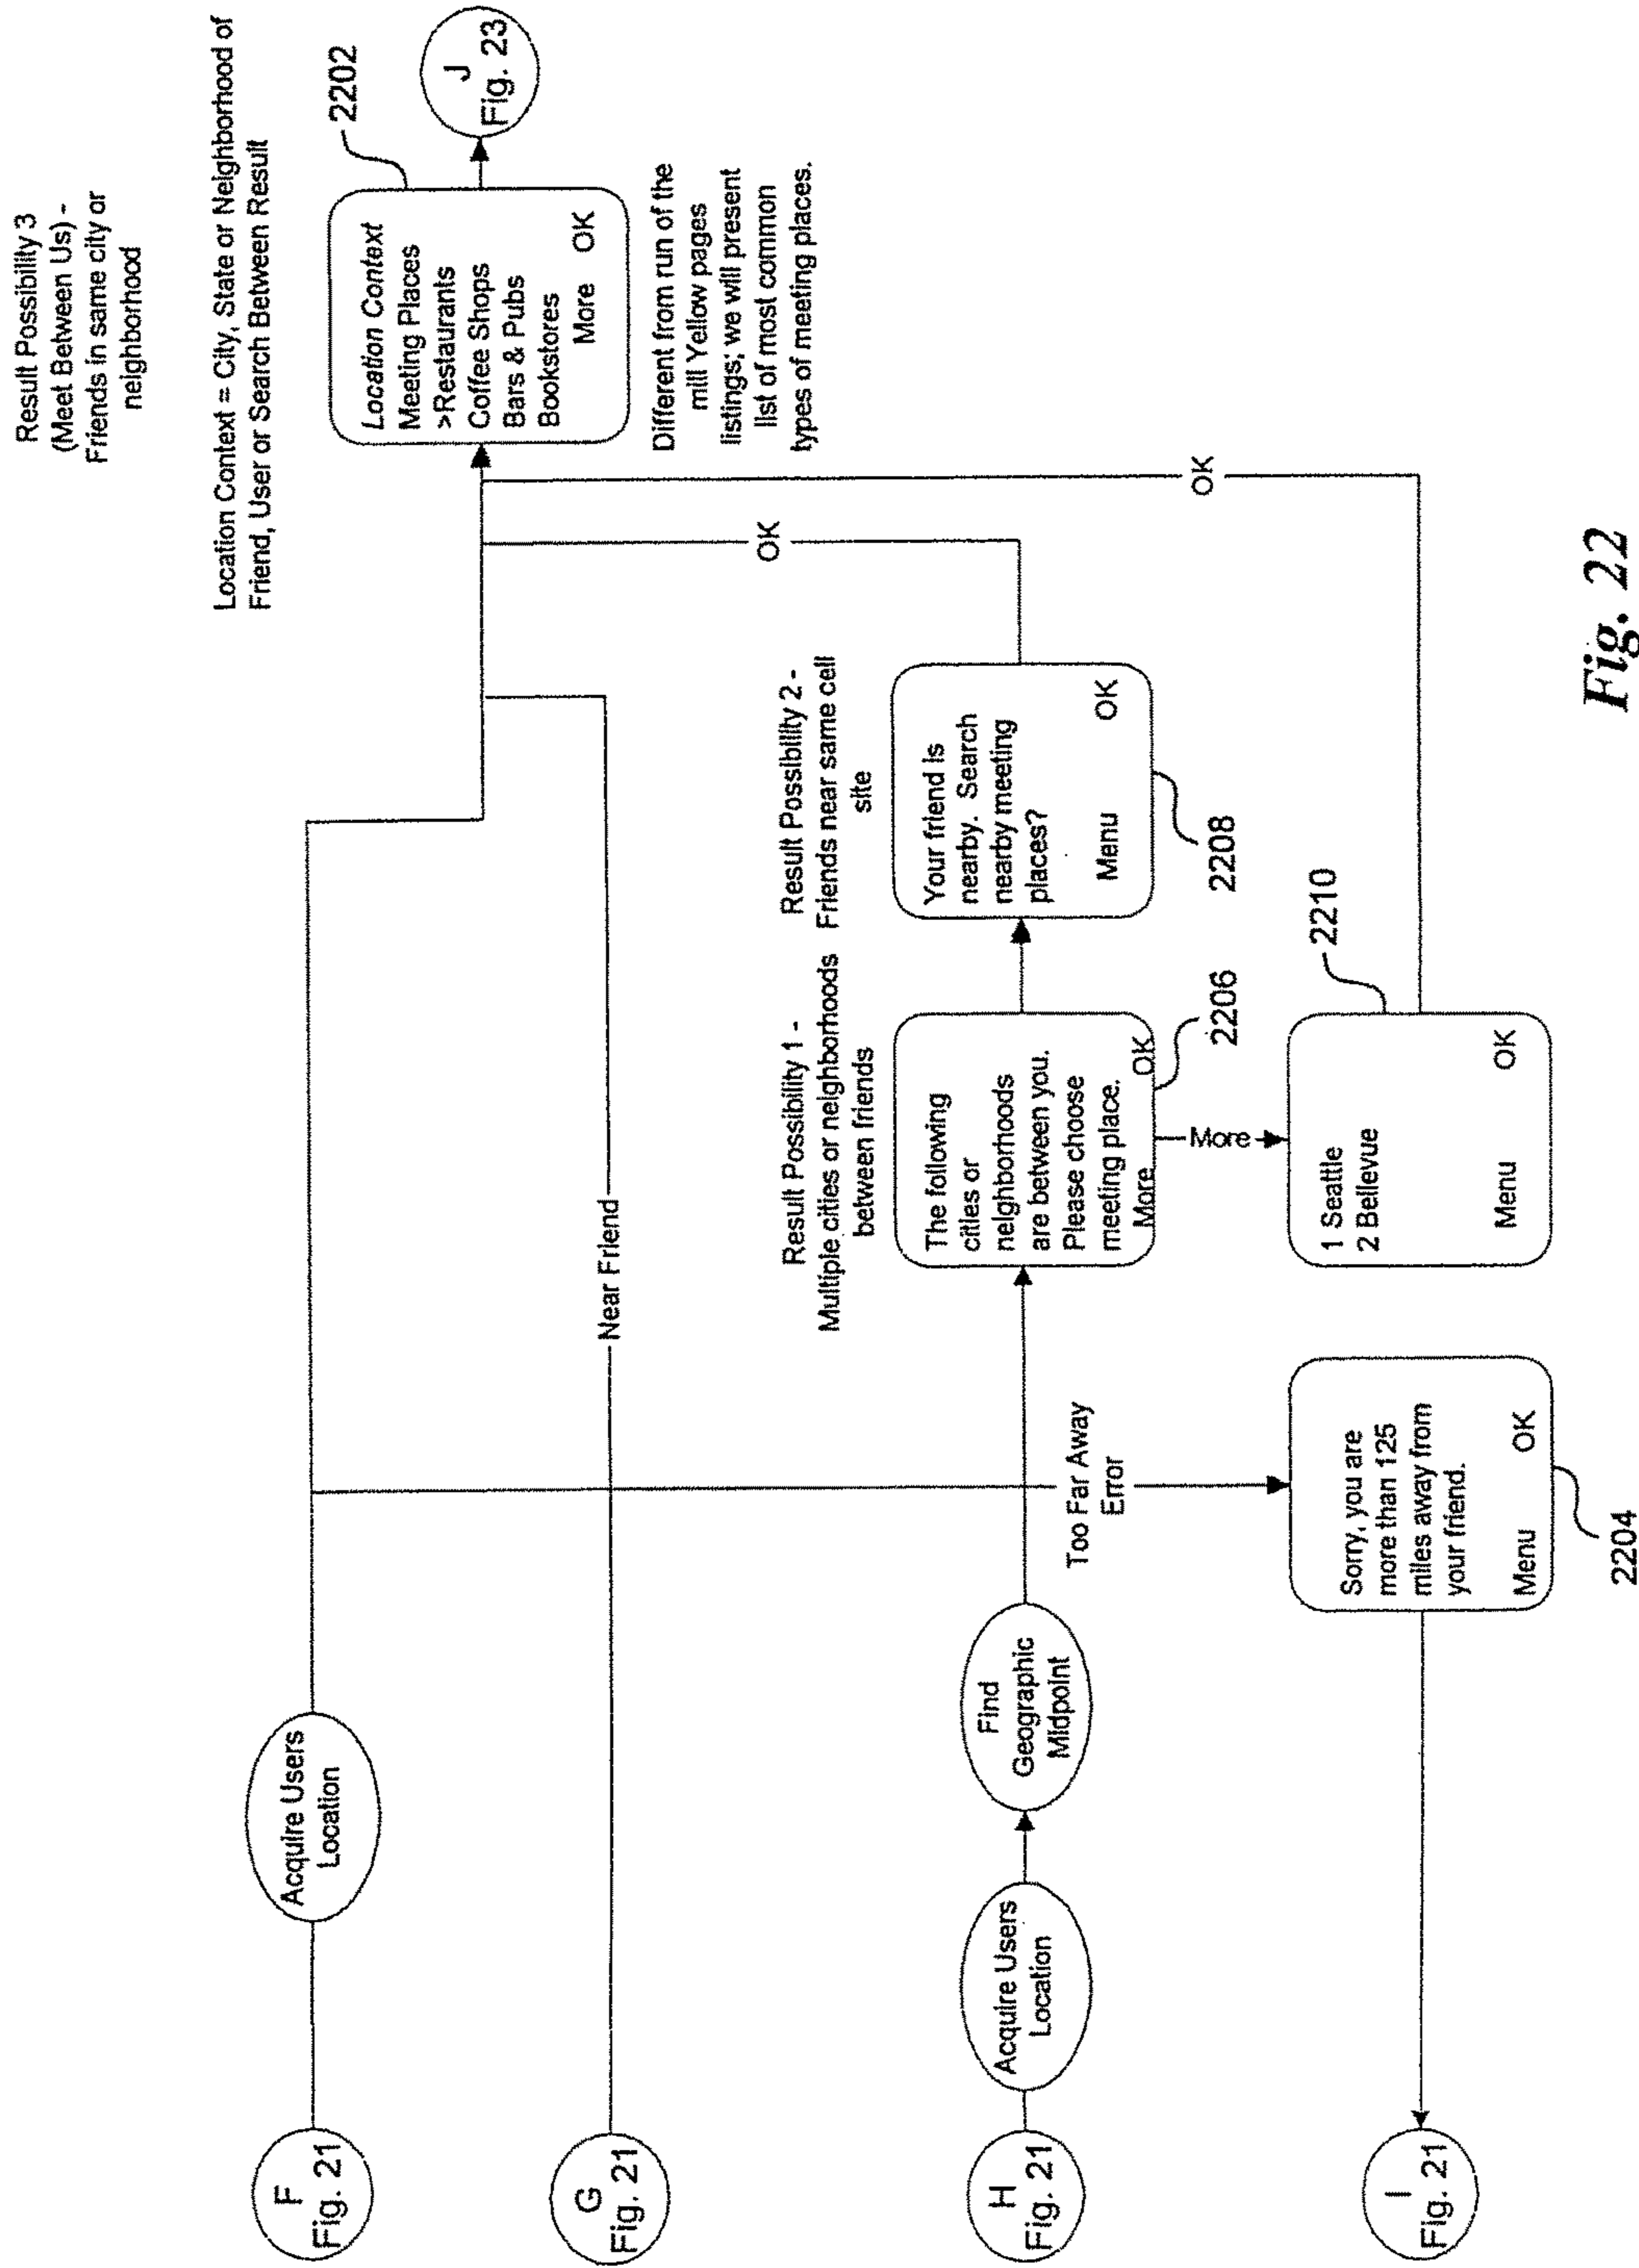 Result Possibility 3
(Meet Between Us) -
Friends in same city or
neighborhood
Location Context = City, State or Neighborhood of
Friend, User or Search Between Result
2202
Location Context
Meeting Places
>Restaurants
Coffee Shops
Bars & Pubs
Bookstores
More OK
J
Fig. 23
Different from run of the
mill Yellow pages
listings; we will present
list of most common
types of meeting places.
F
Fig. 21
Acquire Users
Location
G
Fig. 21
Near Friend
OK
OK
Result Possibility 1 -
Multiple cities or neighborhoods
between friends
Result Possibility 2 -
Friends near same cell
site
H
Fig. 21
Acquire Users
Location
Find
Geographic
Midpoint
Too Far Away
Error
The following
cities or
neighborhoods
are between you.
Please choose
meeting place.
More OK
2206
Your friend is
nearby. Search
nearby meeting
places?
Menu OK
2208
More
2210
1 Seattle
2 Bellevue
Menu OK
I
Fig. 21
Sorry, you are
more than 125
miles away from
your friend.
Menu OK
2204
Fig. 22